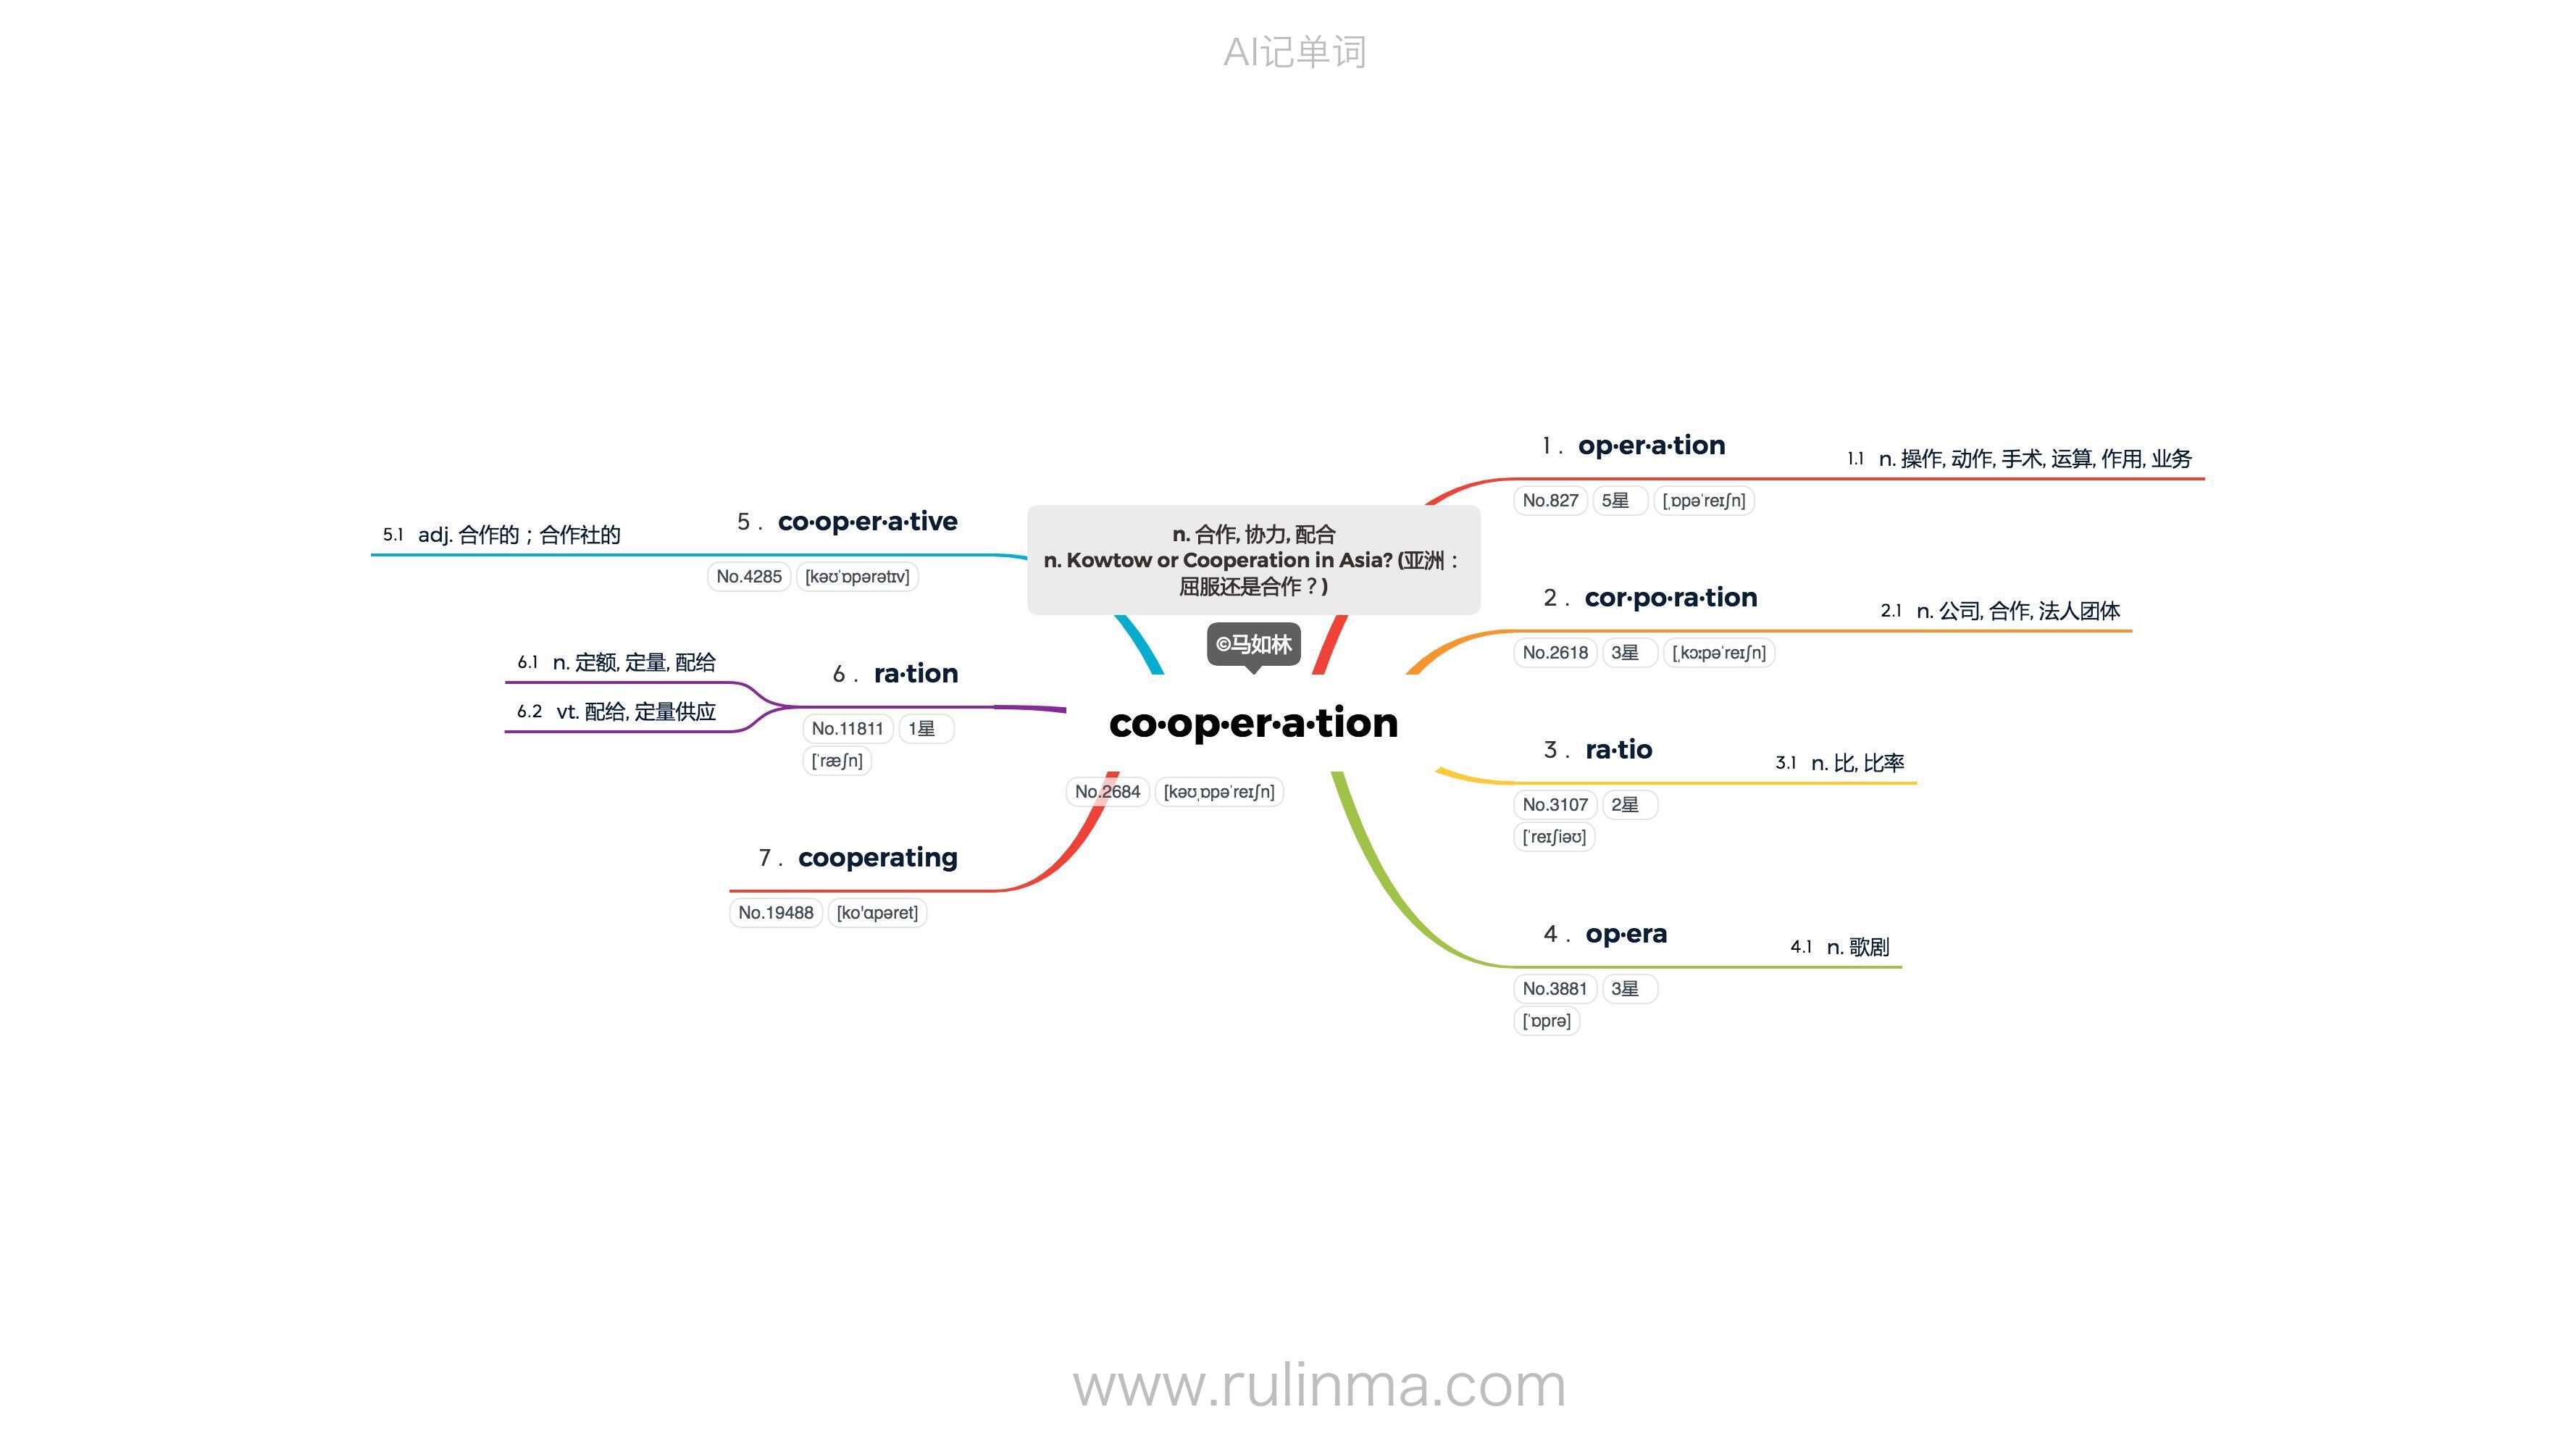 AI记单词
n. 合作, 协力, 配合
n. Kowtow or Cooperation in Asia? (亚洲：
屈服还是合作？)
©马如林
co·op·er·a·tion
No.2684 [kəʊˌɒpəˈreɪʃn]
1. op·er·a·tion
No.827 5星 [ˌɒpəˈreɪʃn]
1.1 n. 操作, 动作, 手术, 运算, 作用, 业务
2. cor·po·ra·tion
No.2618 3星 [ˌkɔːpəˈreɪʃn]
2.1 n. 公司, 合作, 法人团体
3. ra·tio
No.3107 2星
[ˈreɪʃiəʊ]
3.1 n. 比, 比率
4. op·era
No.3881 3星
[ˈɒprə]
4.1 n. 歌剧
5. co·op·er·a·tive
No.4285 [kəʊˈɒpərətɪv]
5.1 adj. 合作的；合作社的
6. ra·tion
No.11811 1星
[ˈræʃn]
6.1 n. 定额, 定量, 配给
6.2 vt. 配给, 定量供应
7. cooperating
No.19488 [ko'ɑpəret]
www.rulinma.com